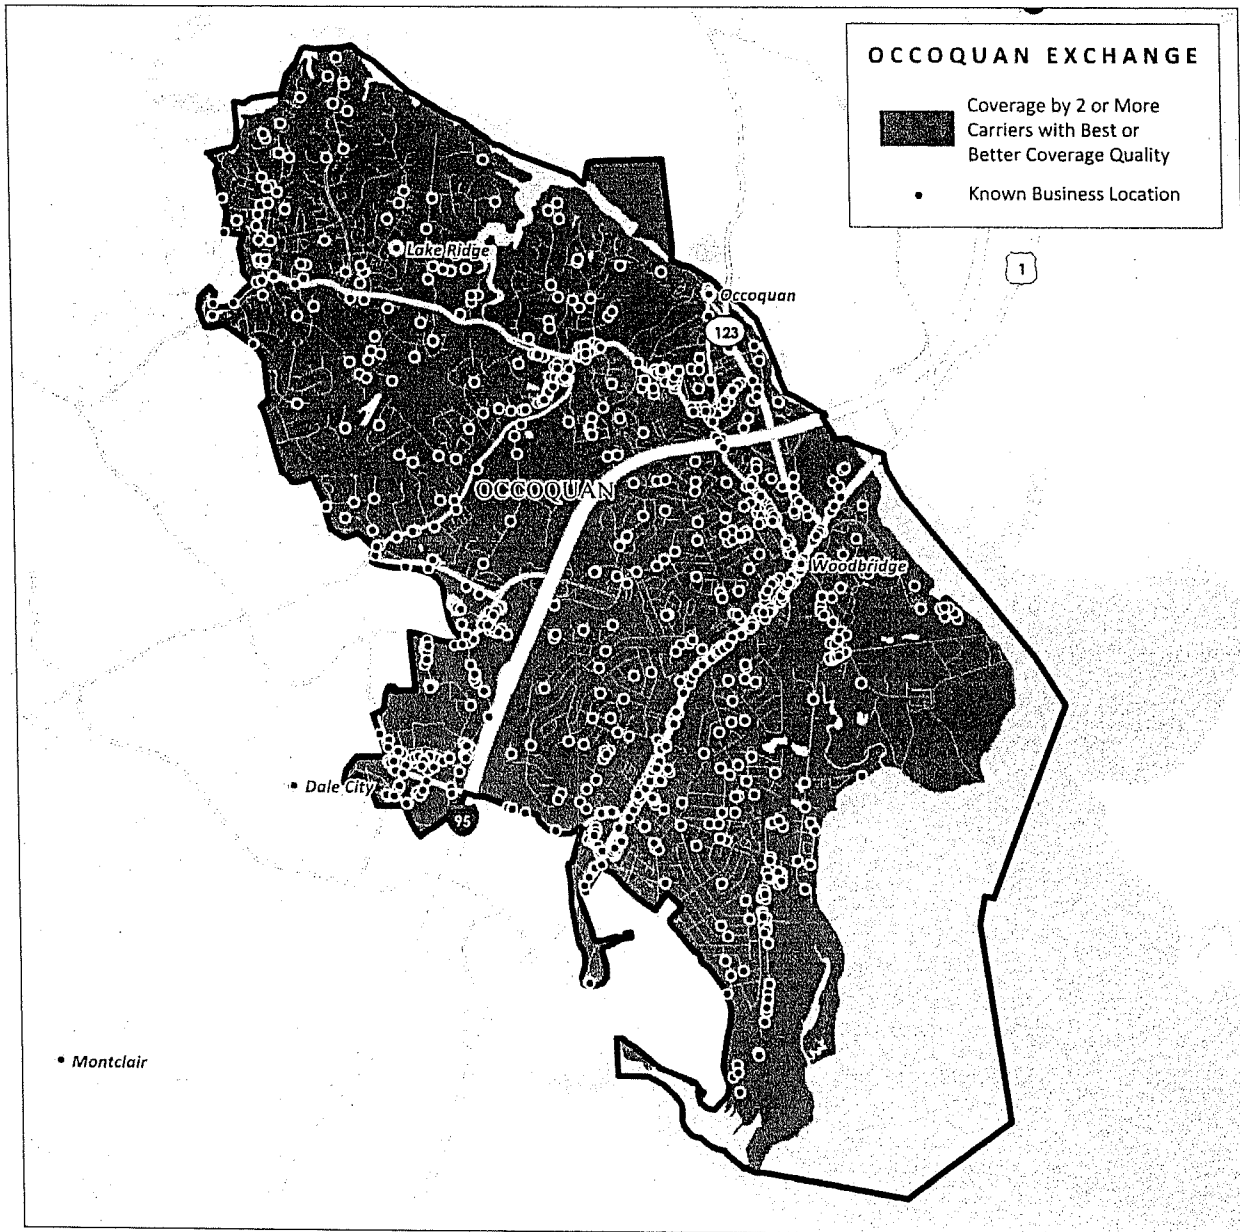 OCCOQUAN EXCHANGE
Coverage by 2 or More
Carriers with Best or
Better Coverage Quality
Known Business Location
Lake Ridge
1
Occoquan
123
OCCOQUAN
Woodbridge
Dale City
95
Montclair